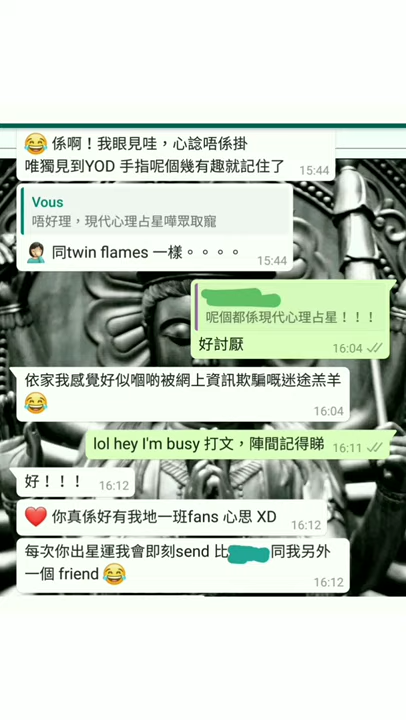 😂 係啊！我眼見哇，心諗唔係掛
唯獨見到YOD 手指呢個幾有趣就記住了
15:44
Vous
唔好理，現代心理占星嘩眾取寵
🤦🏻‍♀️ 同twin flames 一樣。。。。
15:44
呢個都係現代心理占星！！！
好討厭
16:04
依家我感覺好似嗰啲被網上資訊欺騙嘅迷途羔羊
😂
16:04
lol hey I'm busy 打文，陣間記得睇
16:11
好！！！
16:12
❤️ 你真係好有我地一班fans 心思 XD
16:12
每次你出星運我會即刻send 比
同我另外
一個 friend 😂
16:12